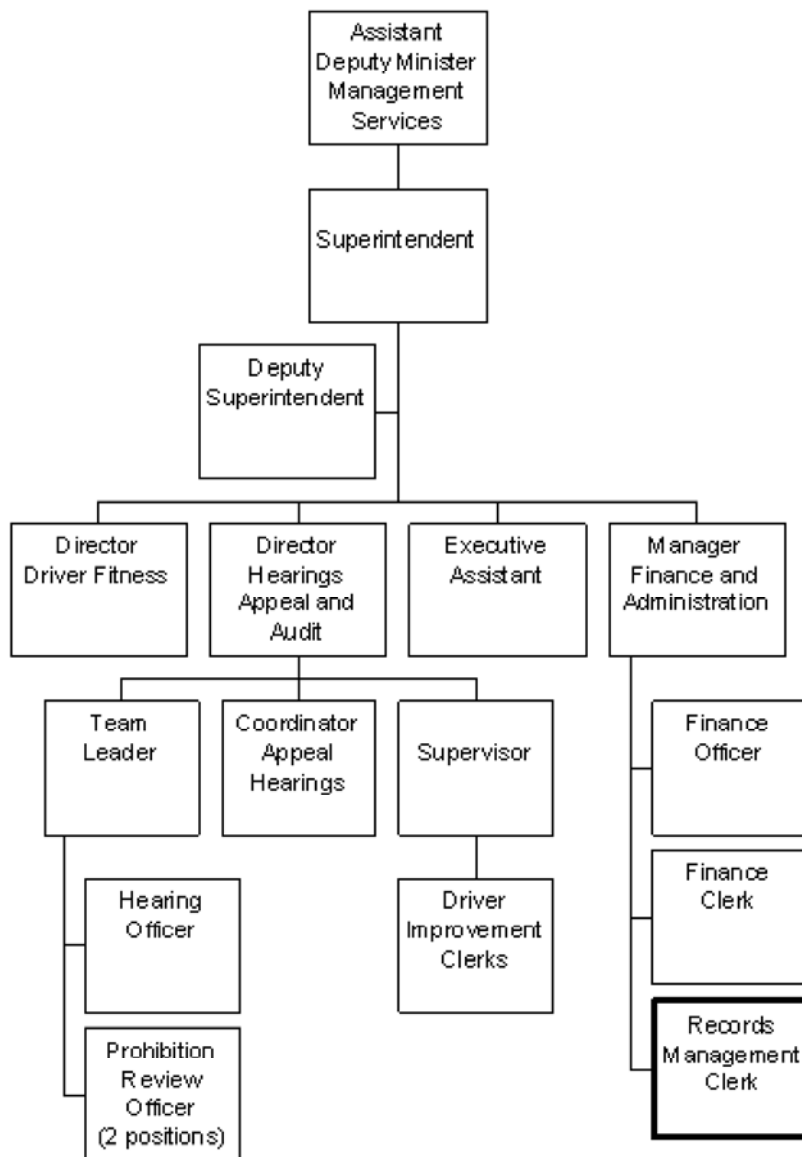 Assistant
Deputy Minister
Management
Services
Superintendent
Deputy
Superintendent
Director
Driver Fitness
Director
Hearings
Appeal and
Audit
Executive
Assistant
Manager
Finance and
Administration
Team
Leader
Coordinator
Appeal
Hearings
Supervisor
Finance
Officer
Hearing
Officer
Driver
Improvement
Clerks
Finance
Clerk
Prohibition
Review
Officer
(2 positions)
Records
Management
Clerk